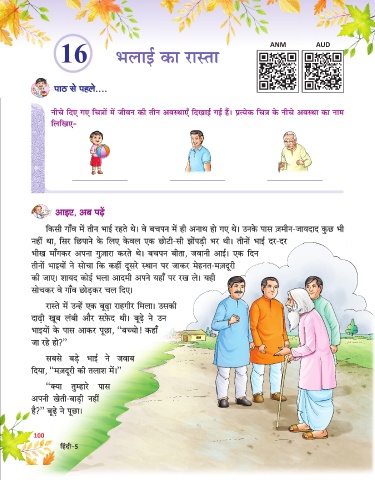 16
भलाई का रास्ता
ANM
AUD
पाठ से पहले....
नीचे दिए गए चित्रों में जीवन की तीन अवस्थाएँ दिखाई गई हैं। प्रत्येक चित्र के नीचे अवस्था का नाम
लिखिए-
आइए, अब पढ़ें
किसी गाँव में तीन भाई रहते थे। वे बचपन में ही अनाथ हो गए थे। उनके पास ज़मीन-जायदाद कुछ भी
नहीं था, सिर छिपाने के लिए केवल एक छोटी-सी झोंपड़ी भर थी। तीनों भाई दर-दर
भीख माँगकर अपना गुज़ारा करते थे। बचपन बीता, जवानी आई। एक दिन
तीनों भाइयों ने सोचा कि कहीं दूसरे स्थान पर जाकर मेहनत-मज़दूरी
की जाए। शायद कोई भला आदमी अपने यहाँ पर रख ले। यही
सोचकर वे गाँव छोड़कर चल दिए।
रास्ते में उन्हें एक बूढ़ा राहगीर मिला। उसकी
दाढ़ी खूब लंबी और सफ़ेद थी। बूढ़े ने उन
भाइयों के पास आकर पूछा, “बच्चो! कहाँ
जा रहे हो?”
सबसे बड़े भाई ने जवाब
दिया, “मज़दूरी की तलाश में।”
“क्या तुम्हारे पास
अपनी खेती-बाड़ी नहीं
है?” बूढ़े ने पूछा।
100
हिंदी-5